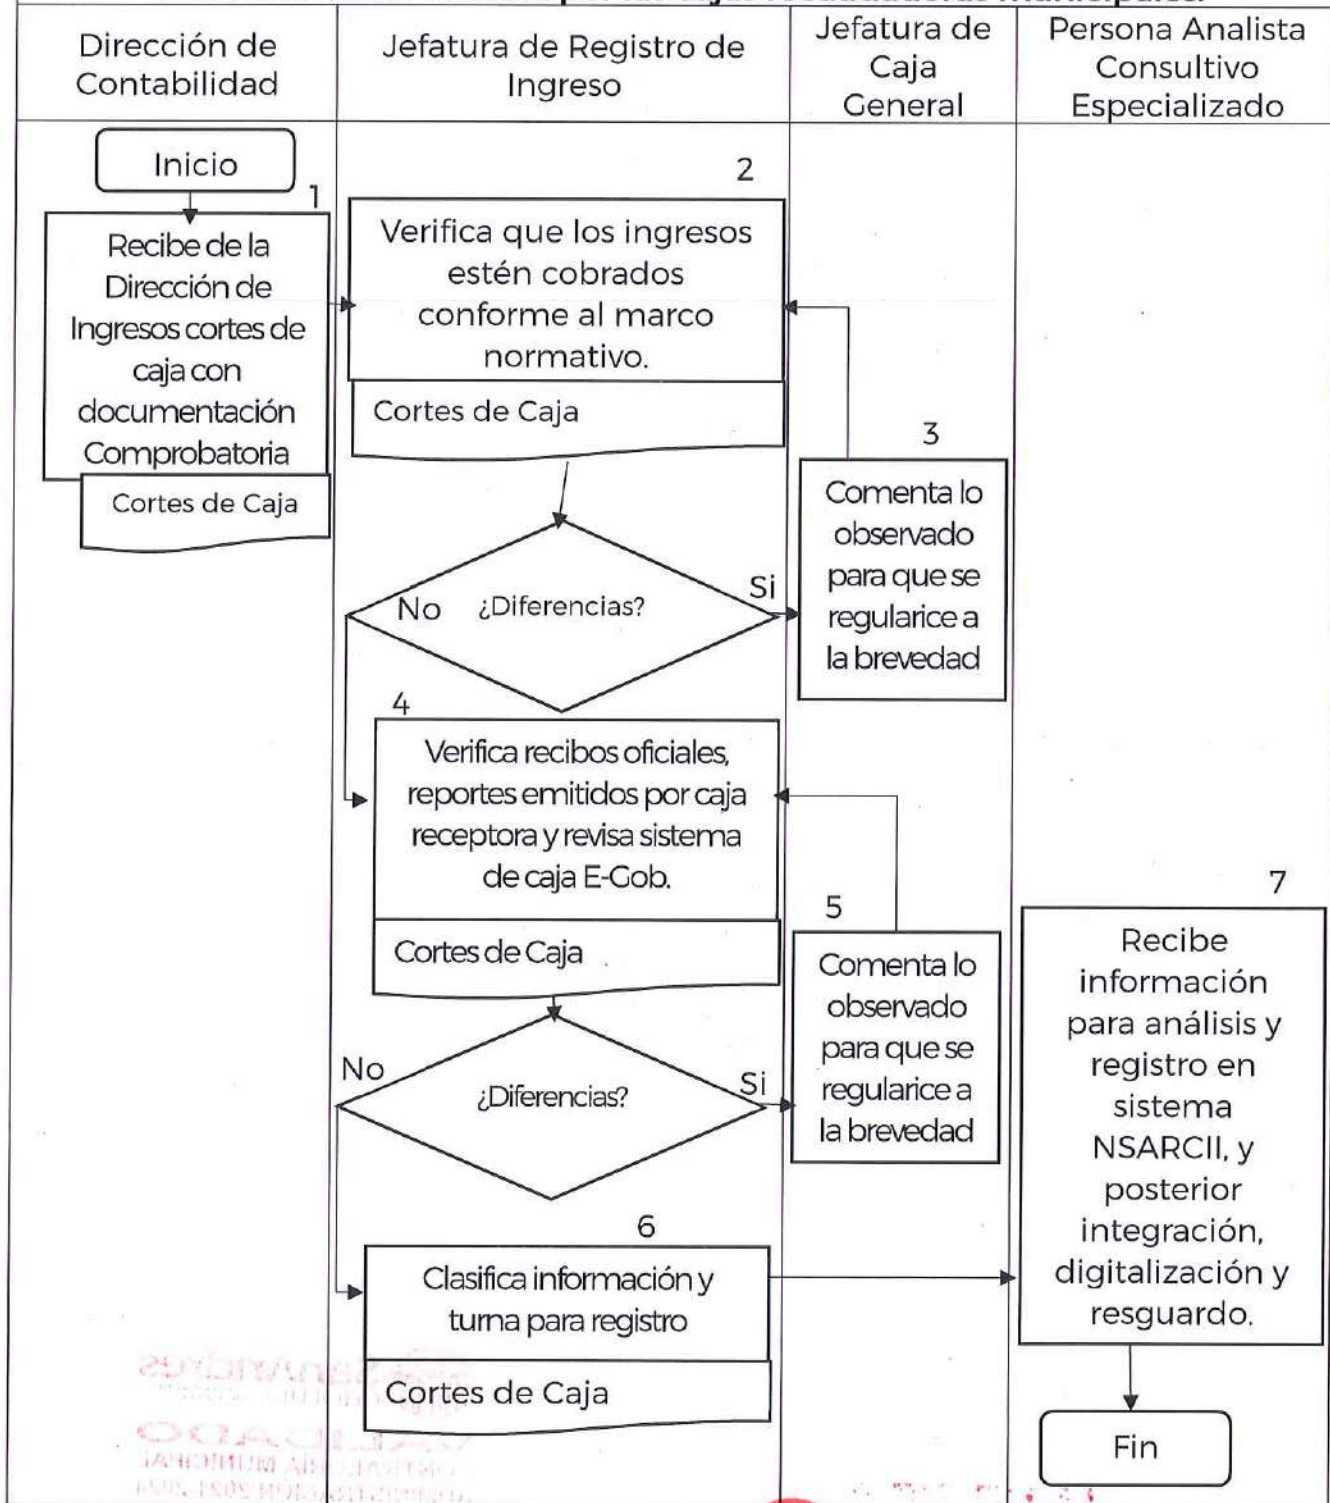 por las cajas recaudadoras municipales.
Dirección de
Contabilidad
Jefatura de Registro de
Ingreso
Jefatura de
Caja
General
Persona Analista
Consultivo
Especializado
Inicio
1
Recibe de la
Dirección de
Ingresos cortes de
caja con
documentación
Comprobatoria
Cortes de Caja
2
Verifica que los ingresos
estén cobrados
conforme al marco
normativo.
Cortes de Caja
¿Diferencias?
No
Si
3
Comenta lo
observado
para que se
regularice a
la brevedad
4
Verifica recibos oficiales,
reportes emitidos por caja
receptora y revisa sistema
de caja E-Gob.
Cortes de Caja
¿Diferencias?
No
Si
5
Comenta lo
observado
para que se
regularice a
la brevedad
6
Clasifica información y
turna para registro
Cortes de Caja
7
Recibe
información
para análisis y
registro en
sistema
NSARCII, y
posterior
integración,
digitalización y
resguardo.
Fin